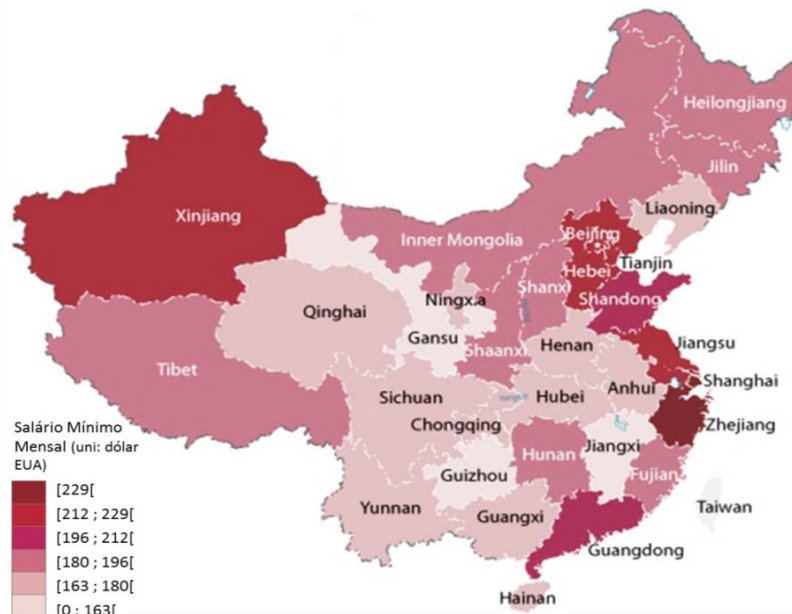 Heilongjiang
Jilin
Liaoning
Xinjiang
Inner Mongolia
Beijing
Tianjin
Hebei
Shanxi
Shandong
Ningx.a
Qinghai
Gansu
Shaanxi
Henan
Jiangsu
Tibet
Sichuan
Hubei
Anhui
Shanghai
Chongqing
Zhejiang
Hunan
Jiangxi
Guizhou
Fujian
Yunnan
Guangxi
Taiwan
Guangdong
Hainan
Salário Mínimo
Mensal (uni: dólar
EUA)
[229[
[212 ; 229[
[196 ; 212[
[180 ; 196[
[163 ; 180[
[0 ; 163[